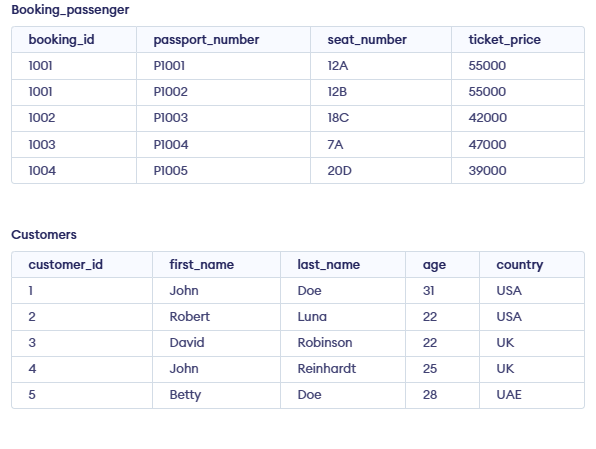 Booking_passenger
booking_id passport_number seat_number ticket_price
1001 P1001 12A 55000
1001 P1002 12B 55000
1002 P1003 18C 42000
1003 P1004 7A 47000
1004 P1005 20D 39000
Customers
customer_id first_name last_name age country
1 John Doe 31 USA
2 Robert Luna 22 USA
3 David Robinson 22 UK
4 John Reinhardt 25 UK
5 Betty Doe 28 UAE